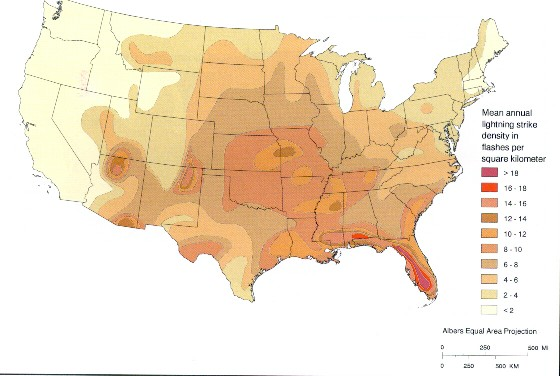 Mean annual
lightning strike
density in
flashes per
square kilometer
> 18
16 - 18
14 - 16
12 - 14
10 - 12
8 - 10
6 - 8
4 - 6
2 - 4
< 2
Albers Equal Area Projection
0 250 500 MI
0 250 500 KM